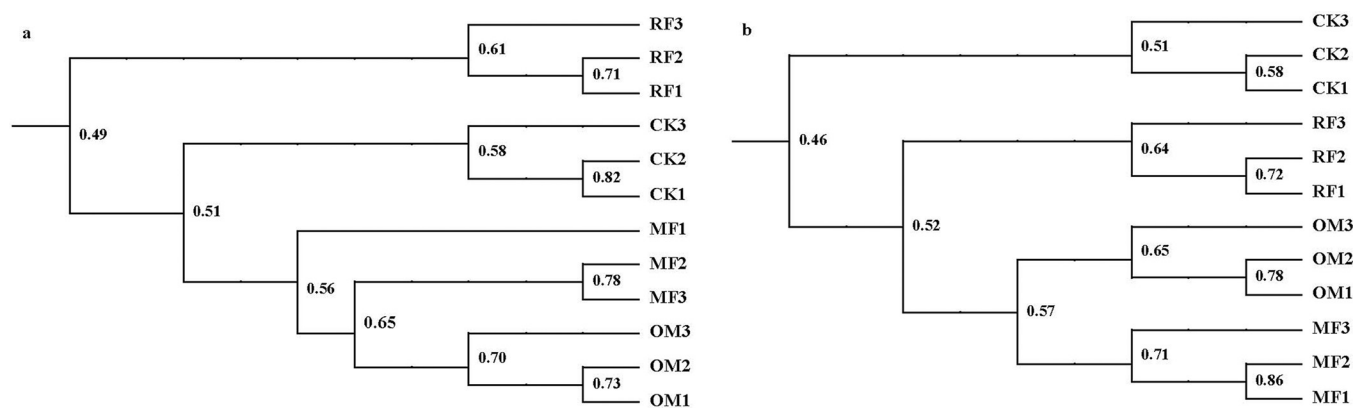 a
RF3
0.61
RF2
0.71
RF1
0.49
CK3
0.58
CK2
0.82
CK1
0.51
MF1
MF2
0.78
0.56
MF3
0.65
OM3
0.70
OM2
0.73
OM1
b
CK3
0.51
CK2
0.58
CK1
0.46
RF3
0.64
RF2
0.72
RF1
0.52
OM3
0.65
OM2
0.78
OM1
0.57
MF3
0.71
MF2
0.86
MF1